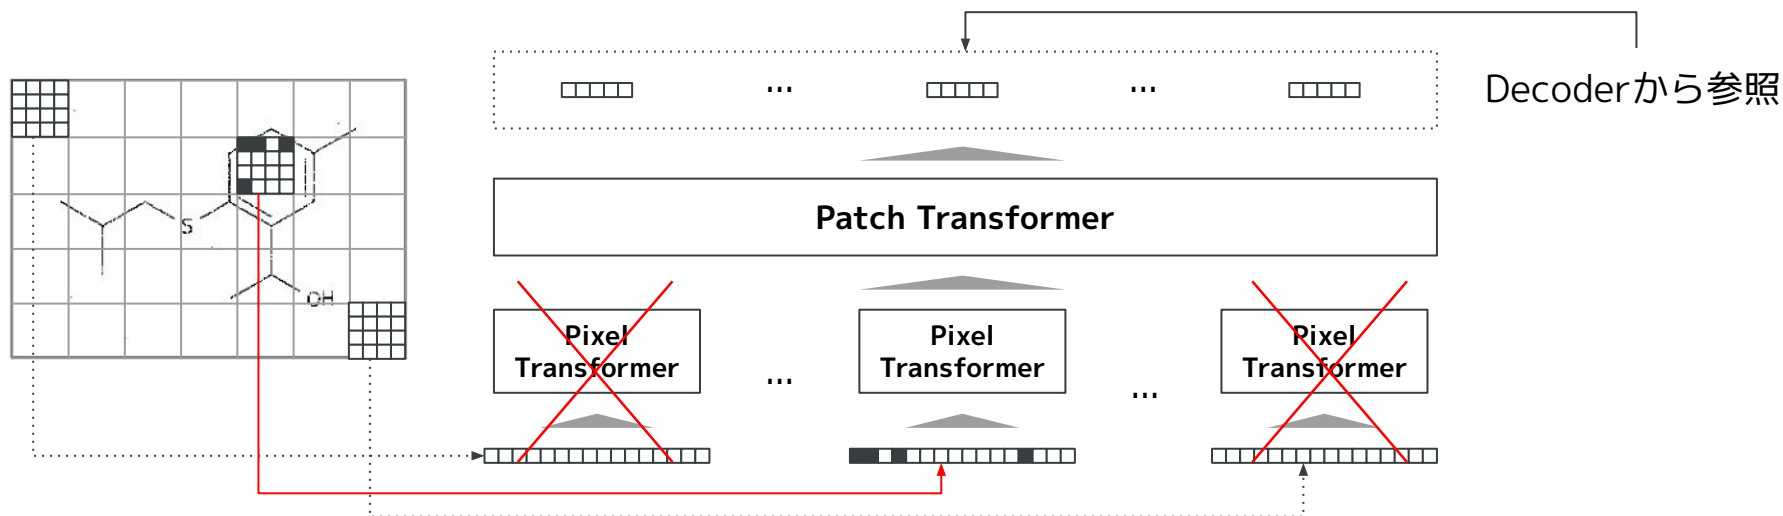 ...
...
Decoderから参照
Patch Transformer
S
OH
Pixel
Transformer
...
Pixel
Transformer
...
Pixel
Transformer